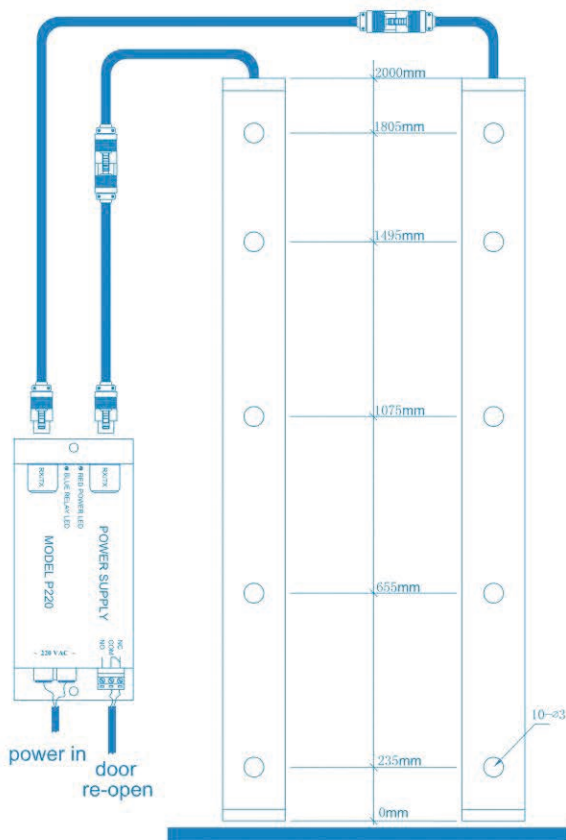 2000mm
1805mm
1495mm
1075mm
655mm
235mm
0mm
10-⌀3
RX/TX
RX/TX
BLUE RELAY LED
RED POWER LED
MODEL P220
POWER SUPPLY
~ 220 VAC ~
NO
COM
NC
power in
door
re-open